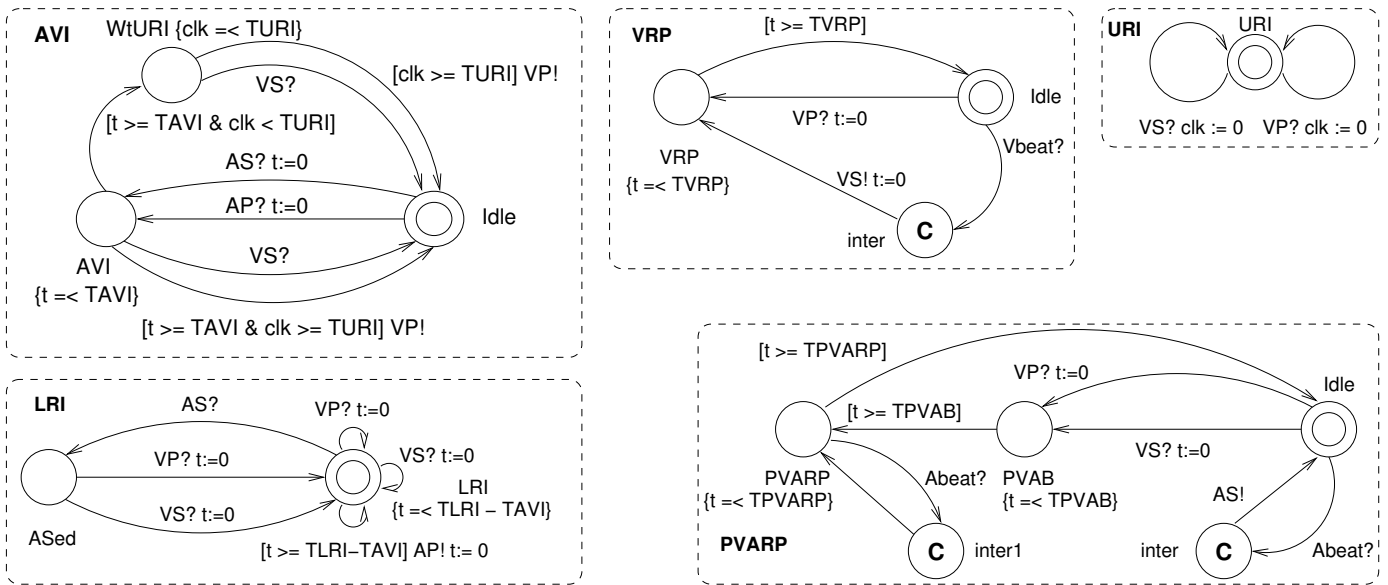 AVI
WtURI {clk =< TURI}
[clk >= TURI] VP!
VS?
[t >= TAVI & clk < TURI]
AS? t:=0
AP? t:=0
Idle
VS?
AVI
{t =< TAVI}
[t >= TAVI & clk >= TURI] VP!
VRP
[t >= TVRP]
Idle
VP? t:=0
Vbeat?
VRP
{t =< TVRP}
VS! t:=0
inter
C
URI
URI
VS? clk := 0
VP? clk := 0
LRI
AS?
VP? t:=0
VP? t:=0
VS? t:=0
LRI
{t =< TLRI − TAVI}
VS? t:=0
ASed
[t >= TLRI−TAVI] AP! t:= 0
[t >= TPVARP]
VP? t:=0
Idle
[t >= TPVAB]
VS? t:=0
PVARP
{t =< TPVARP}
Abeat?
PVAB
{t =< TPVAB}
AS!
PVARP
C
inter1
inter
C
Abeat?